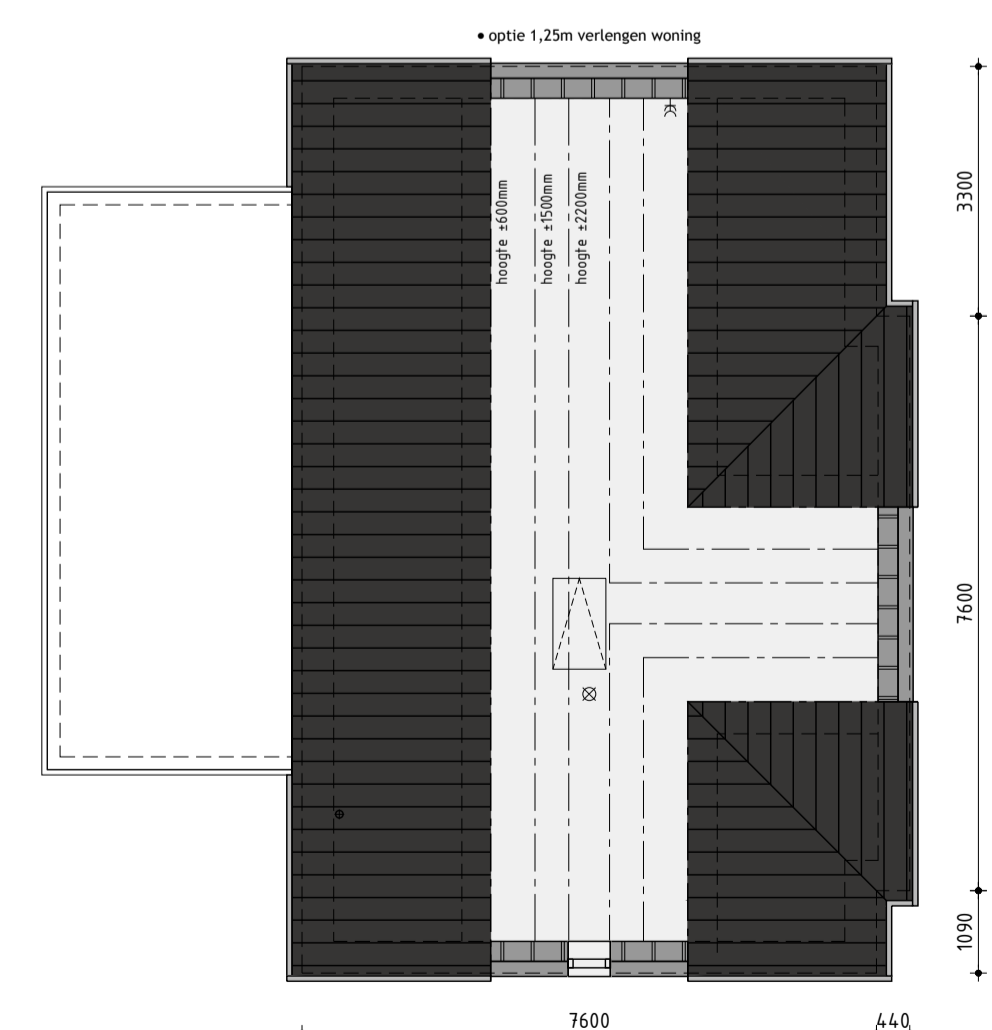 • optie 1,25m verlengen woning
3300
hoogte ±600mm
hoogte ±1500mm
hoogte ±2200mm
7600
1090
7600
440